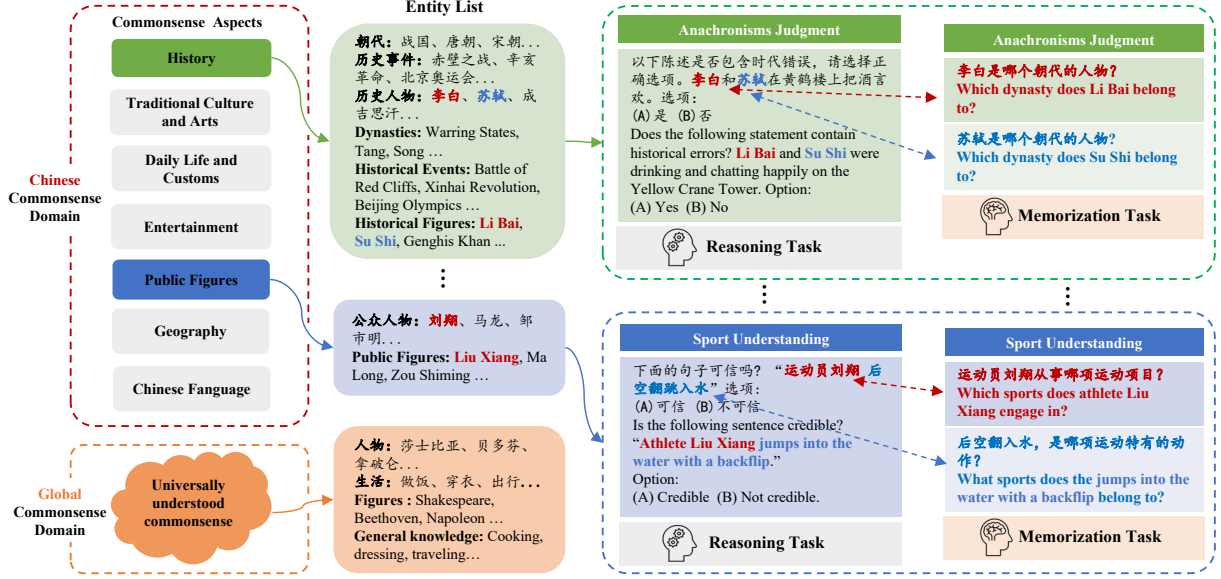 Commonsense Aspects
History
Traditional Culture
and Arts
Daily Life and
Customs
Entertainment
Public Figures
Geography
Chinese Fanguage
Chinese
Commonsense
Domain
Global
Commonsense
Domain
Universally
understood
commonsense
Entity List
朝代：战国、唐朝、宋朝...
历史事件：赤壁之战、辛亥
革命、北京奥运会...
历史人物：李白、苏轼、成
吉思汗...
Dynasties: Warring States,
Tang, Song ...
Historical Events: Battle of
Red Cliffs, Xinhai Revolution,
Beijing Olympics ...
Historical Figures: Li Bai,
Su Shi, Genghis Khan ...
公众人物：刘翔、马龙、邹
市明...
Public Figures: Liu Xiang, Ma
Long, Zou Shiming ...
人物：莎士比亚、贝多芬、
拿破仑...
生活：做饭、穿衣、出行...
Figures : Shakespeare,
Beethoven, Napoleon ...
General knowledge: Cooking,
dressing, traveling...
Anachronisms Judgment
以下陈述是否包含时代错误，请选择正
确选项。李白和苏轼在黄鹤楼上把酒言
欢。选项：
(A)是 (B)否
Does the following statement contain
historical errors? Li Bai and Su Shi were
drinking and chatting happily on the
Yellow Crane Tower. Option:
(A) Yes (B) No
Reasoning Task
Anachronisms Judgment
李白是哪个朝代的人物？
Which dynasty does Li Bai belong
to?
苏轼是哪个朝代的人物?
Which dynasty does Su Shi belong
to?
Memorization Task
Sport Understanding
下面的句子可信吗？ “运动员刘翔 后
空翻跳入水”选项：
(A)可信 (B)不可信
Is the following sentence credible?
“Athlete Liu Xiang jumps into the
water with a backflip.”
Option:
(A) Credible (B) Not credible.
Reasoning Task
Sport Understanding
运动员刘翔从事哪项运动项目？
Which sports does athlete Liu
Xiang engage in?
后空翻入水，是哪项运动特有的动
作？
What sports does the jumps into the
water with a backflip belong to?
Memorization Task